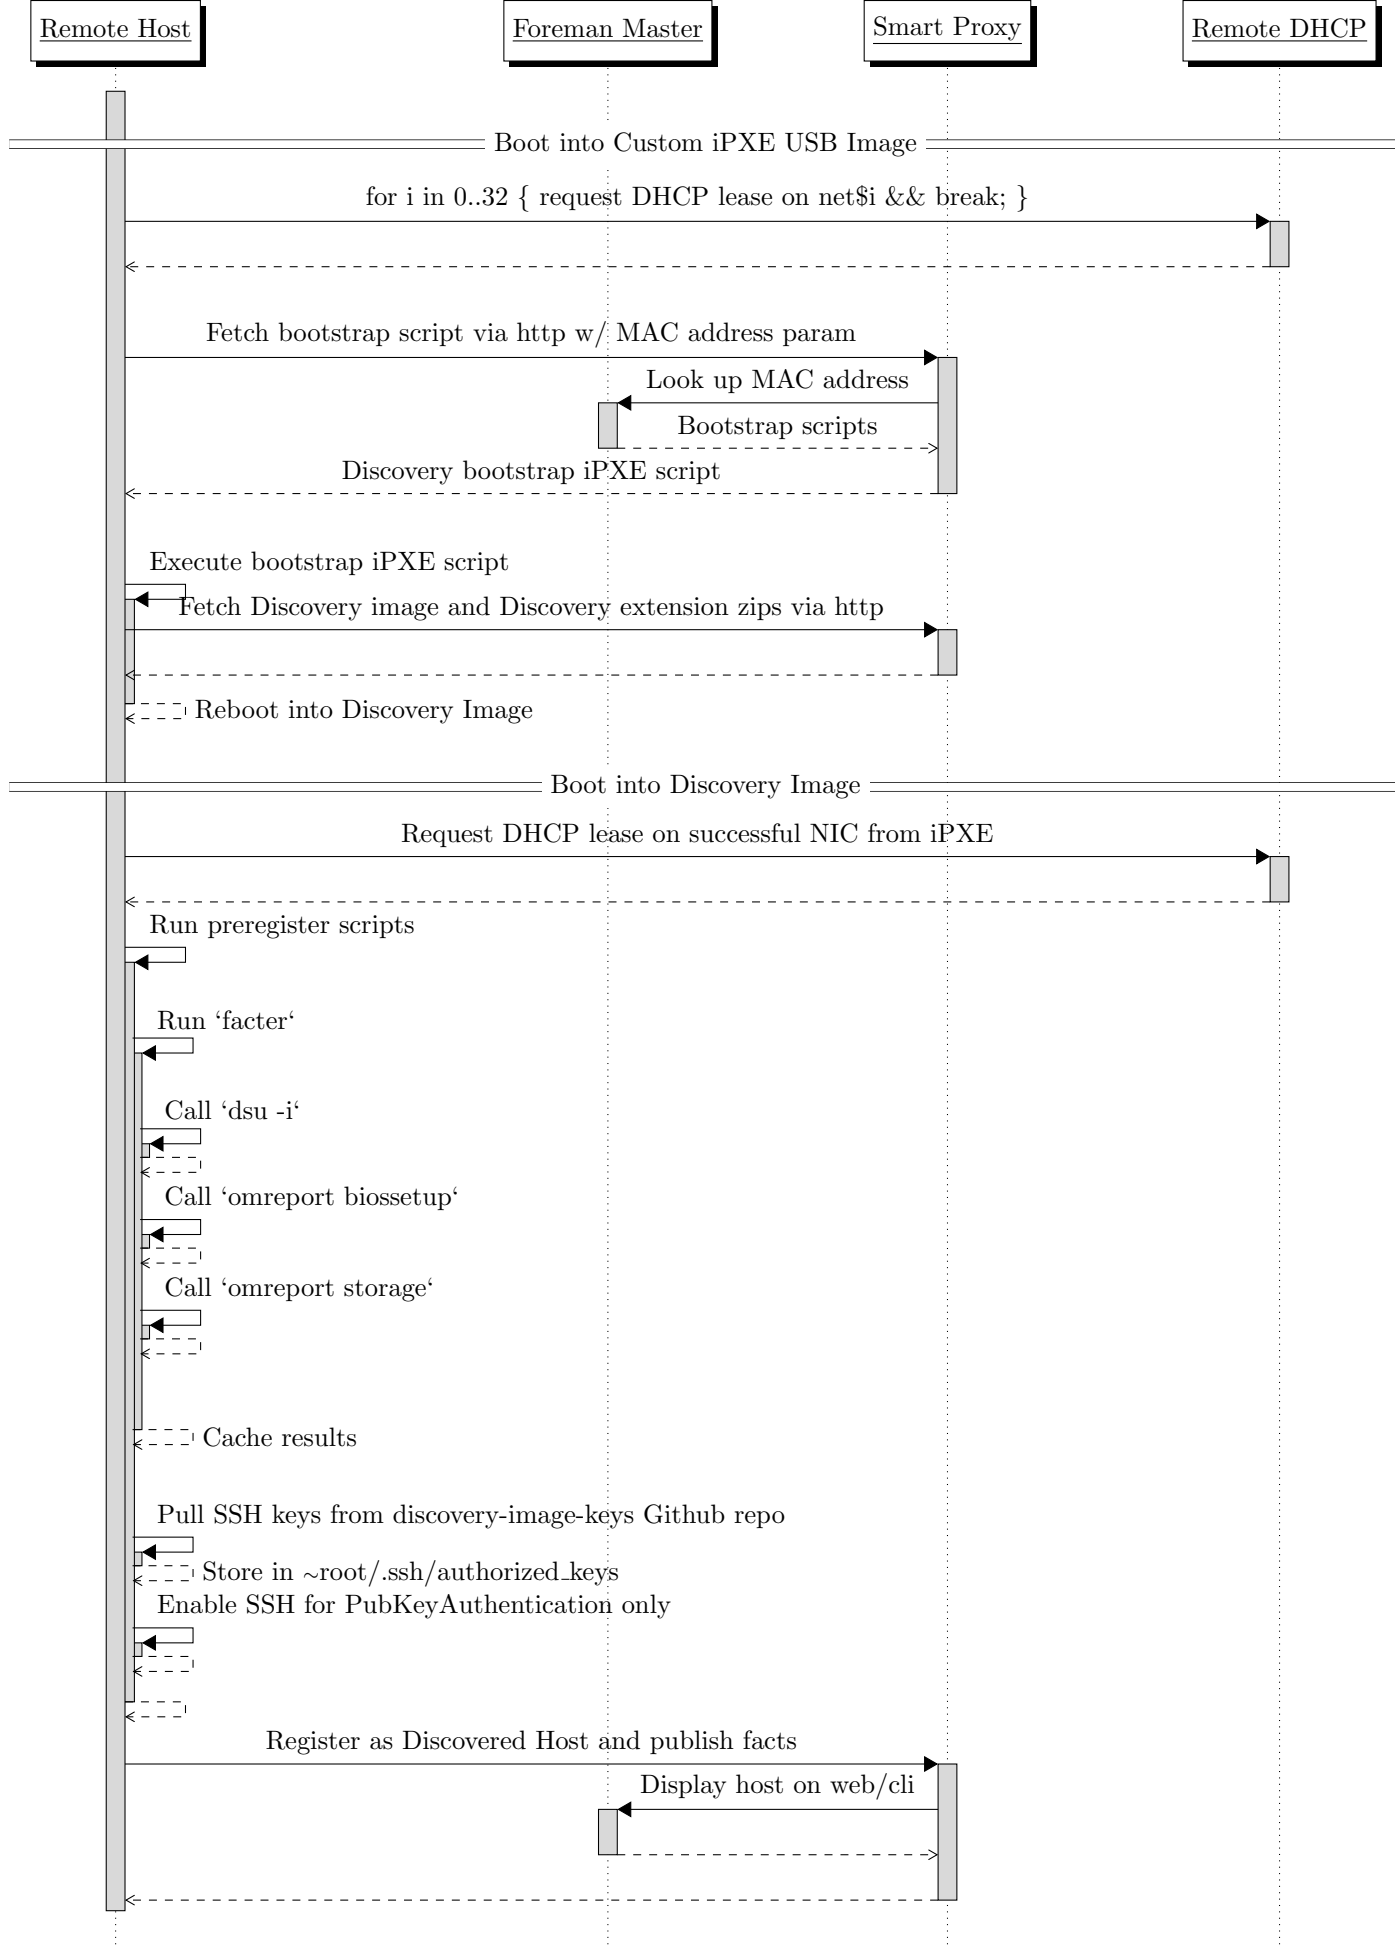 Remote Host
Foreman Master
Smart Proxy
Remote DHCP
Boot into Custom iPXE USB Image
for i in 0..32 { request DHCP lease on net$i && break; }
Fetch bootstrap script via http w/ MAC address param
Look up MAC address
Bootstrap scripts
Discovery bootstrap iPXE script
Execute bootstrap iPXE script
Fetch Discovery image and Discovery extension zips via http
Reboot into Discovery Image
Boot into Discovery Image
Request DHCP lease on successful NIC from iPXE
Run preregister scripts
Run ‘facter‘
Call ‘dsu -i‘
Call ‘omreport biossetup‘
Call ‘omreport storage‘
Cache results
Pull SSH keys from discovery-image-keys Github repo
Store in ~root/.ssh/authorized_keys
Enable SSH for PubKeyAuthentication only
Register as Discovered Host and publish facts
Display host on web/cli